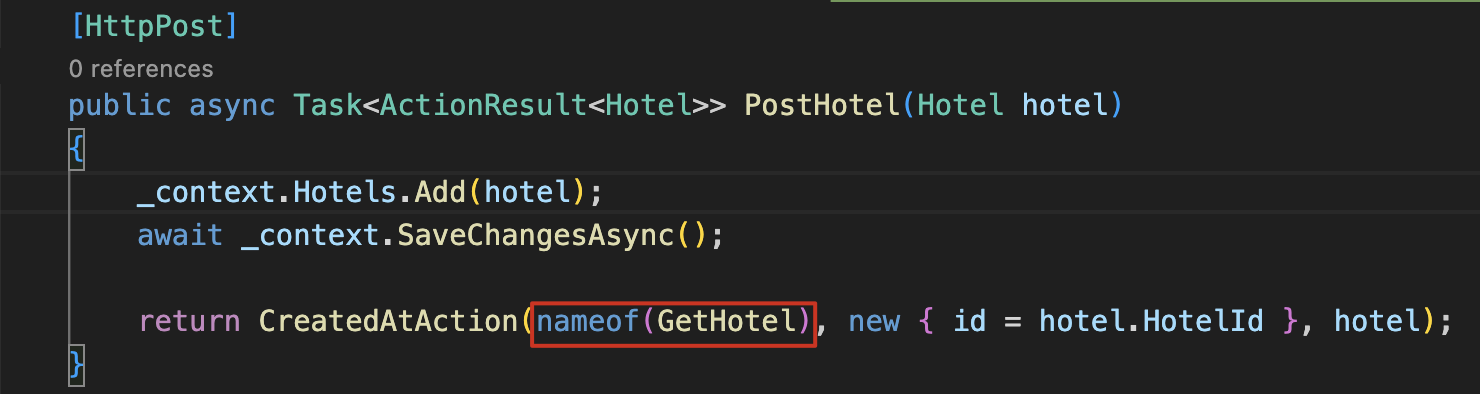 [HttpPost]
0 references
public async Task<ActionResult<Hotel>> PostHotel(Hotel hotel)
{
_context.Hotels.Add(hotel);
await _context.SaveChangesAsync();
return CreatedAtAction(nameof(GetHotel), new { id = hotel.HotelId }, hotel);
}